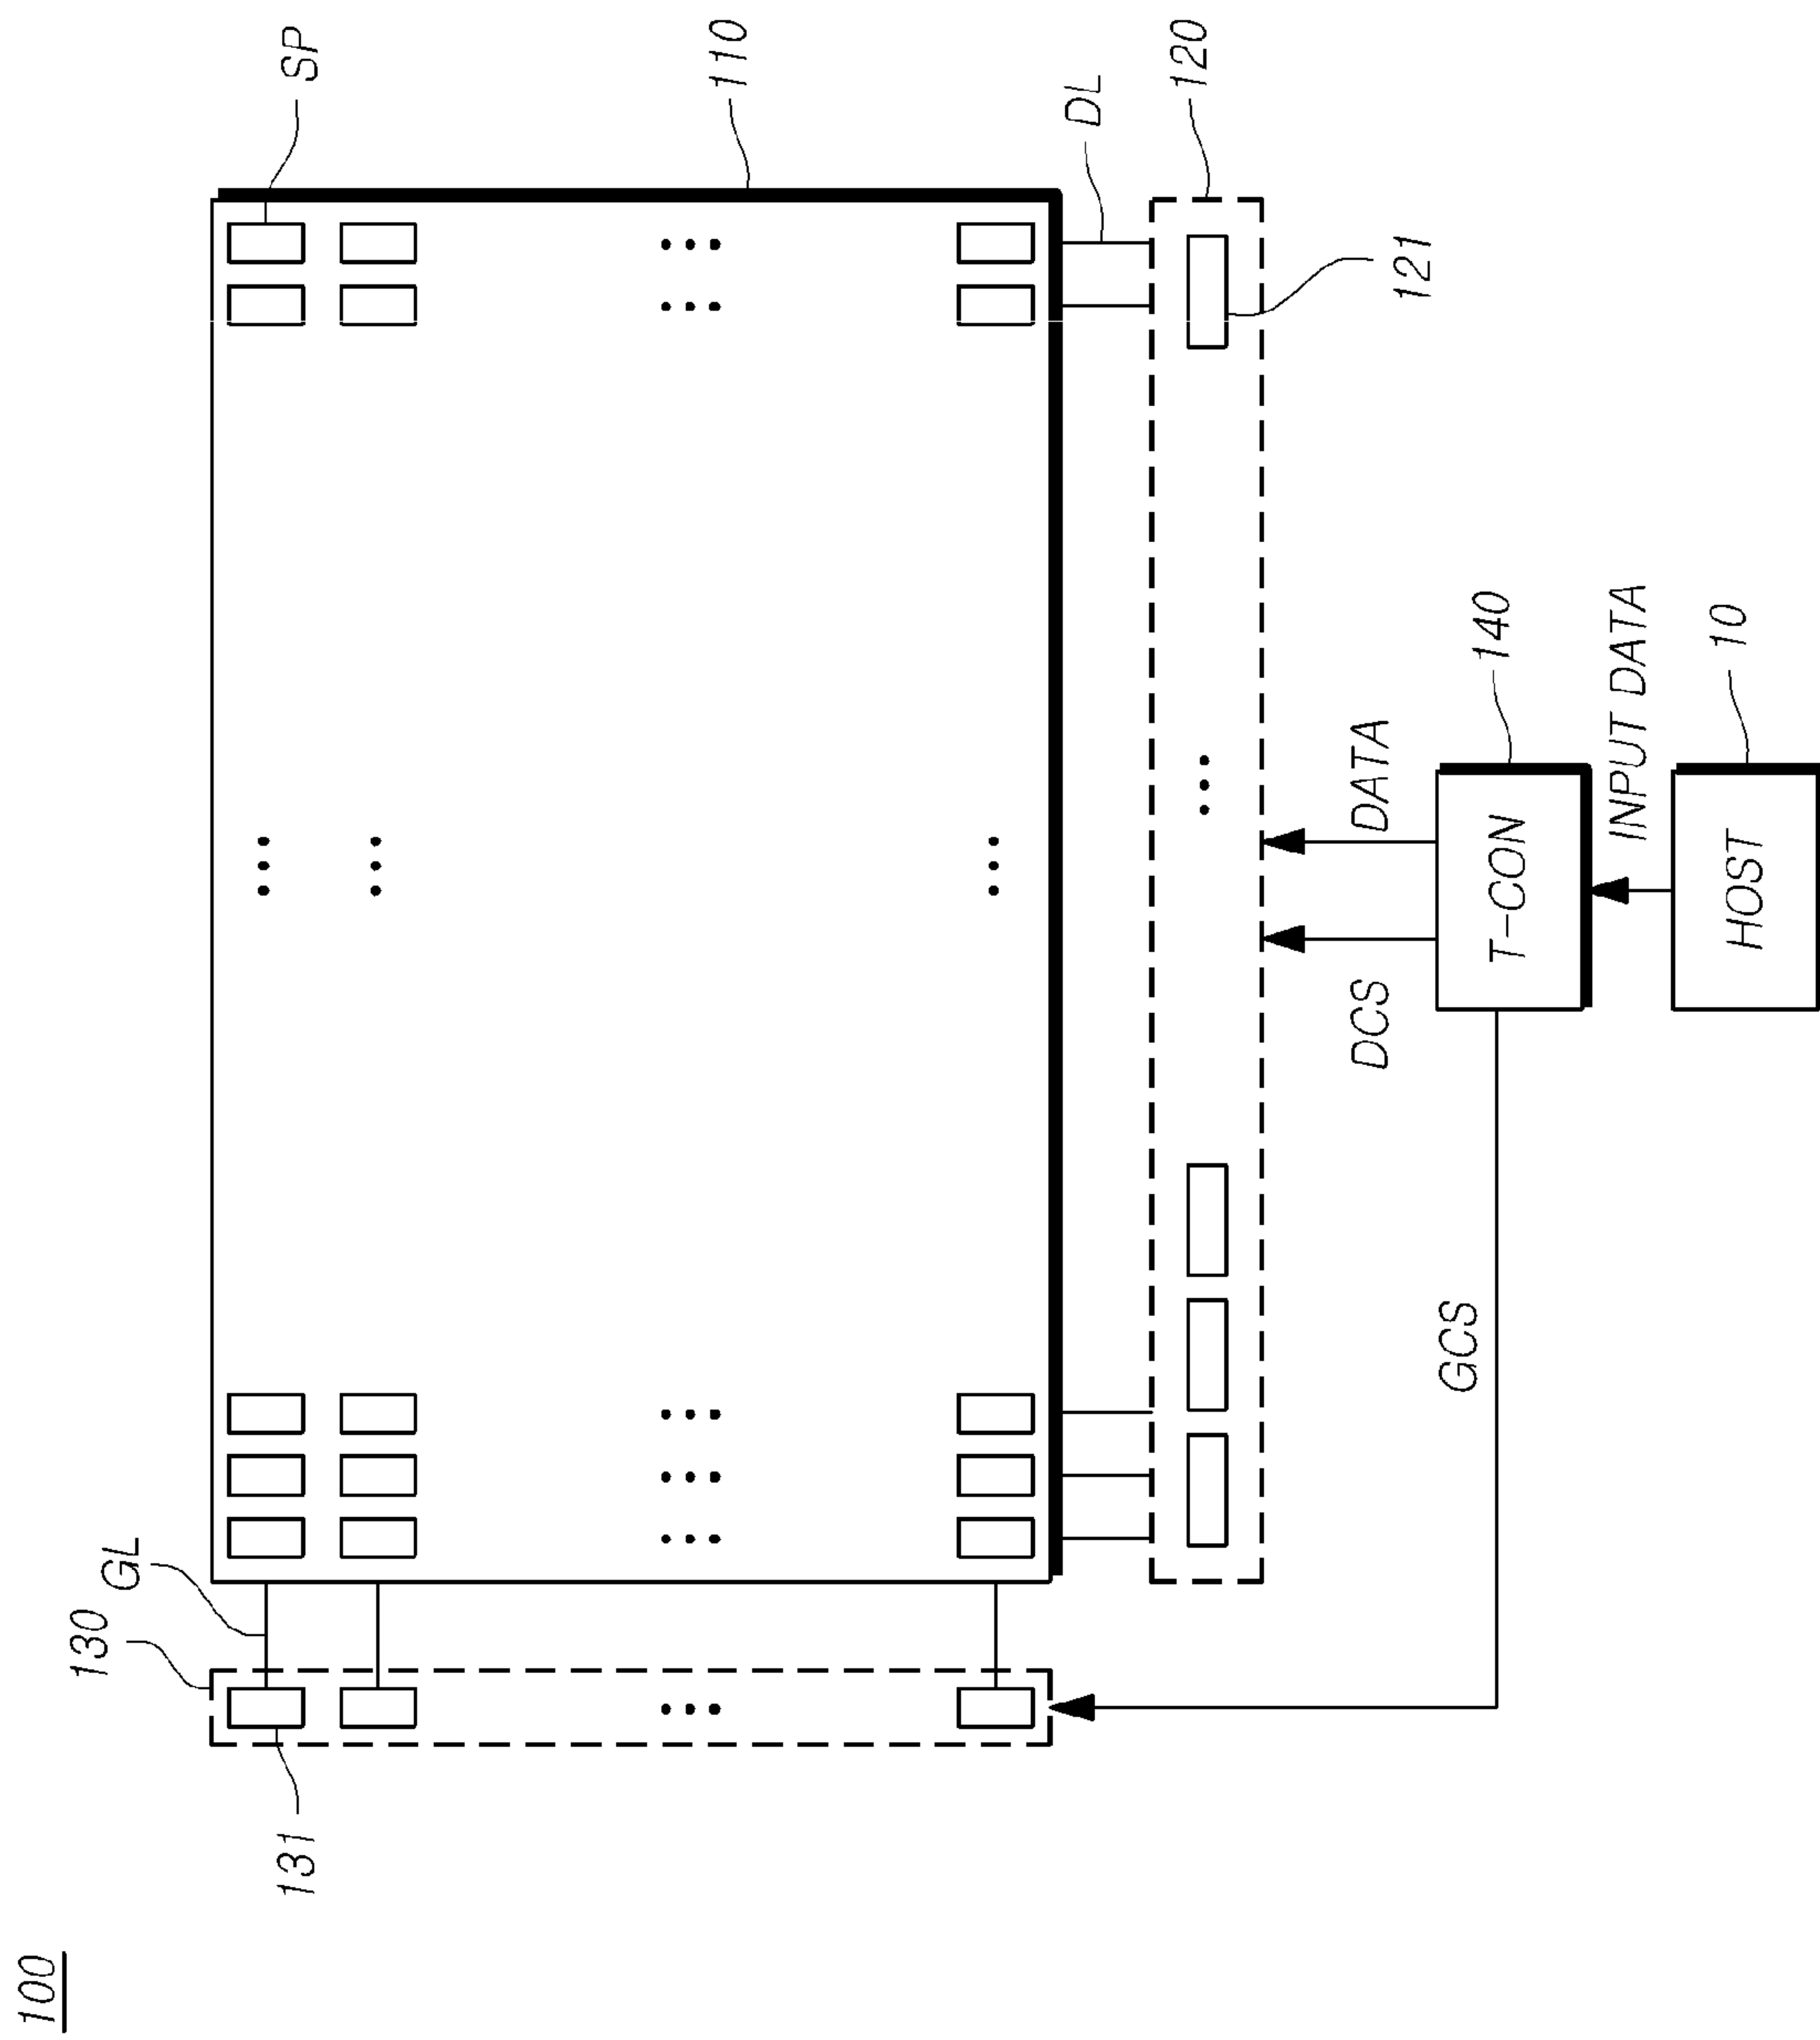 100
130
GL
131
SP
110
DL
120
121
DCS
DATA
GCS
T-CON
140
INPUT DATA
HOST
10